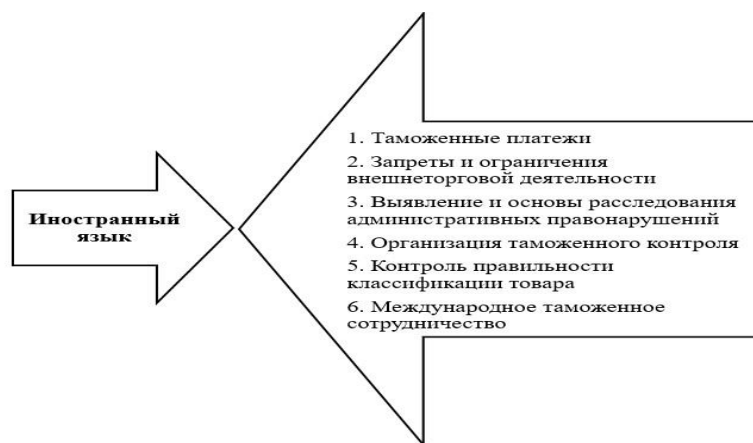 Иностранный
язык
1. Таможенные платежи
2. Запреты и ограничения
внешнеторговой деятельности
3. Выявление и основы расследования
административных правонарушений
4. Организация таможенного контроля
5. Контроль правильности
классификации товара
6. Международное таможенное
сотрудничество